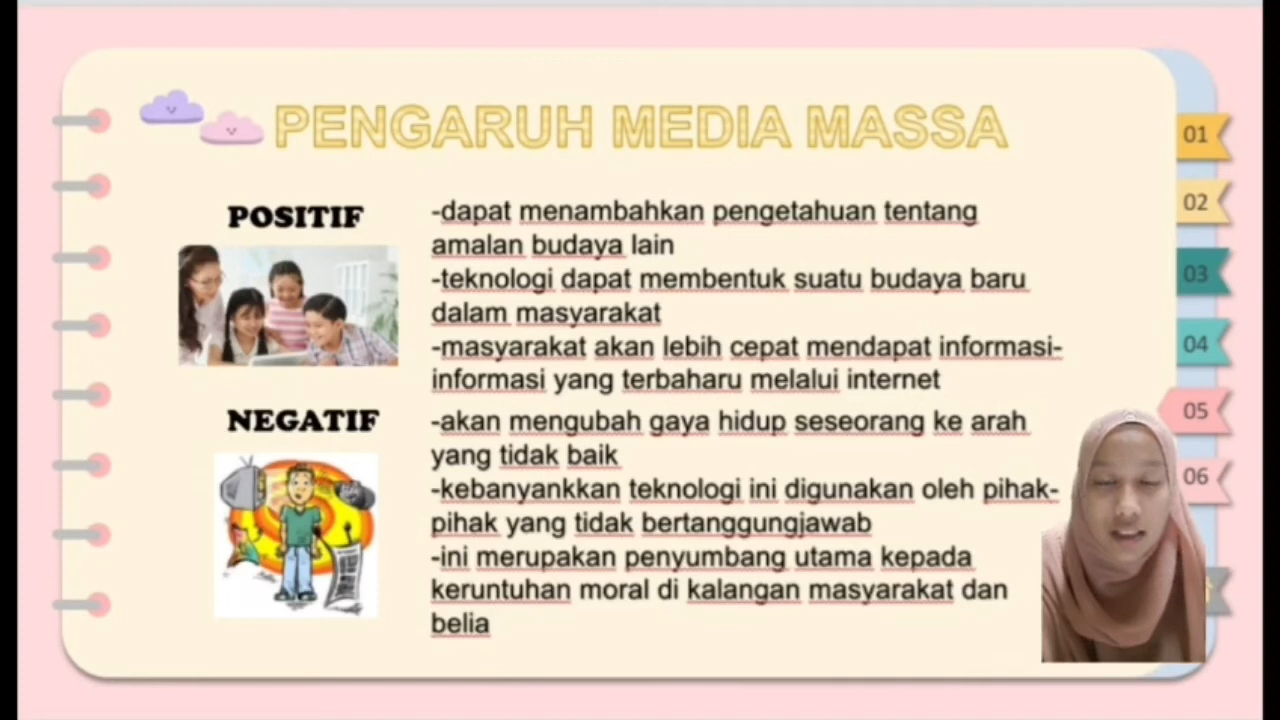 PENGARUH MEDIA MASSA
POSITIF
-dapat menambahkan pengetahuan tentang
amalan budaya lain
-teknologi dapat membentuk suatu budaya baru
dalam masyarakat
-masyarakat akan lebih cepat mendapat informasi-
informasi yang terbaharu melalui internet
NEGATIF
-akan mengubah gaya hidup seseorang ke arah
yang tidak baik
-kebanyankkan teknologi ini digunakan oleh pihak-
pihak yang tidak bertanggungjawab
-ini merupakan penyumbang utama kepada
keruntuhan moral di kalangan masyarakat dan
belia
01
02
03
04
05
06